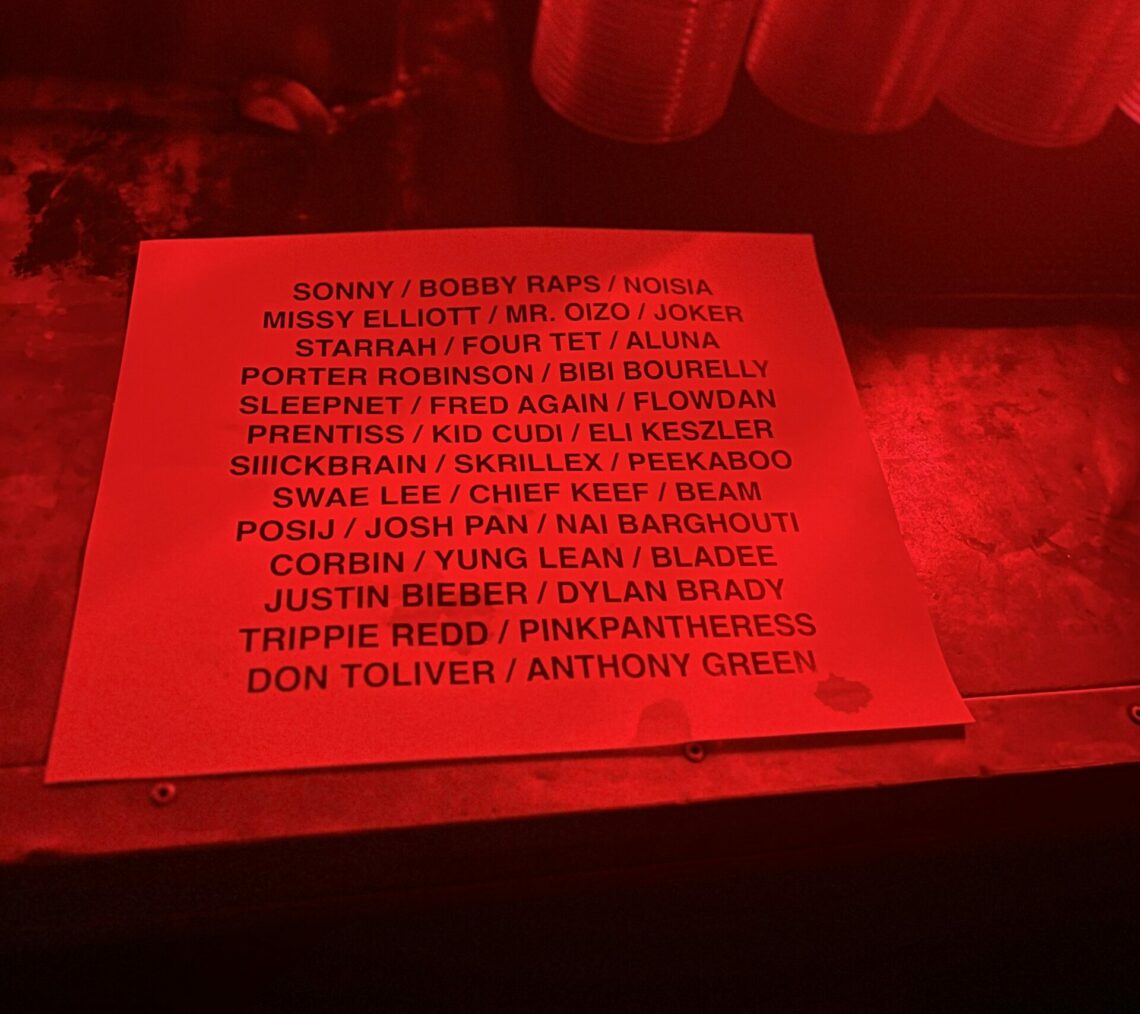 SONNY / BOBBY RAPS / NOISIA
MISSY ELLIOTT / MR. OIZO / JOKER
STARRAH / FOUR TET / ALUNA
PORTER ROBINSON / BIBI BOURELLY
SLEEPNET / FRED AGAIN / FLOWDAN
PRENTISS / KID CUDI / ELI KESZLER
SIIICKBRAIN / SKRILLEX / PEEKABOO
SWAE LEE / CHIEF KEEF / BEAM
POSIJ / JOSH PAN / NAI BARGHOUTI
CORBIN / YUNG LEAN / BLADEE
JUSTIN BIEBER / DYLAN BRADY
TRIPPIE REDD / PINKPANTHERESS
DON TOLIVER / ANTHONY GREEN